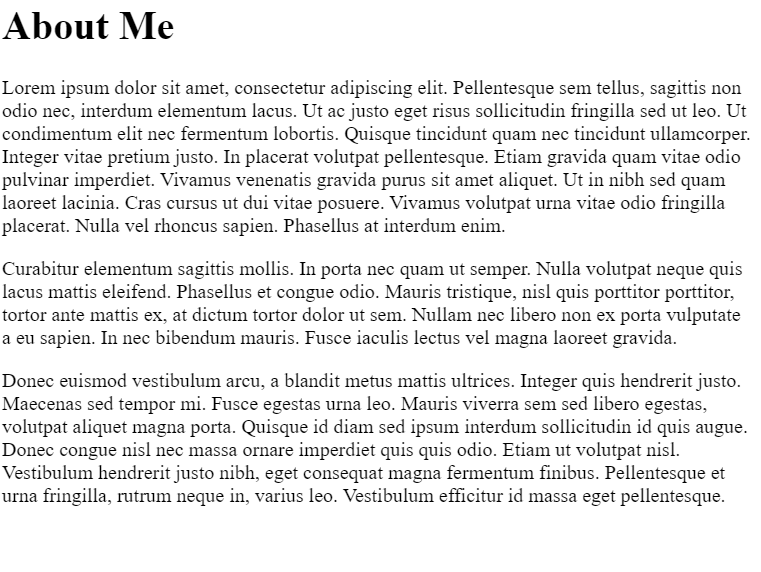 About Me
Lorem ipsum dolor sit amet, consectetur adipiscing elit. Pellentesque sem tellus, sagittis non
odio nec, interdum elementum lacus. Ut ac justo eget risus sollicitudin fringilla sed ut leo. Ut
condimentum elit nec fermentum lobortis. Quisque tincidunt quam nec tincidunt ullamcorper.
Integer vitae pretium justo. In placerat volutpat pellentesque. Etiam gravida quam vitae odio
pulvinar imperdiet. Vivamus venenatis gravida purus sit amet aliquet. Ut in nibh sed quam
laoreet lacinia. Cras cursus ut dui vitae posuere. Vivamus volutpat urna vitae odio fringilla
placerat. Nulla vel rhoncus sapien. Phasellus at interdum enim.
Curabitur elementum sagittis mollis. In porta nec quam ut semper. Nulla volutpat neque quis
lacus mattis eleifend. Phasellus et congue odio. Mauris tristique, nisl quis porttitor porttitor,
tortor ante mattis ex, at dictum tortor dolor ut sem. Nullam nec libero non ex porta vulputate
a eu sapien. In nec bibendum mauris. Fusce iaculis lectus vel magna laoreet gravida.
Donec euismod vestibulum arcu, a blandit metus mattis ultrices. Integer quis hendrerit justo.
Maecenas sed tempor mi. Fusce egestas urna leo. Mauris viverra sem sed libero egestas,
volutpat aliquet magna porta. Quisque id diam sed ipsum interdum sollicitudin id quis augue.
Donec congue nisl nec massa ornare imperdiet quis quis odio. Etiam ut volutpat nisl.
Vestibulum hendrerit justo nibh, eget consequat magna fermentum finibus. Pellentesque et
urna fringilla, rutrum neque in, varius leo. Vestibulum efficitur id massa eget pellentesque.